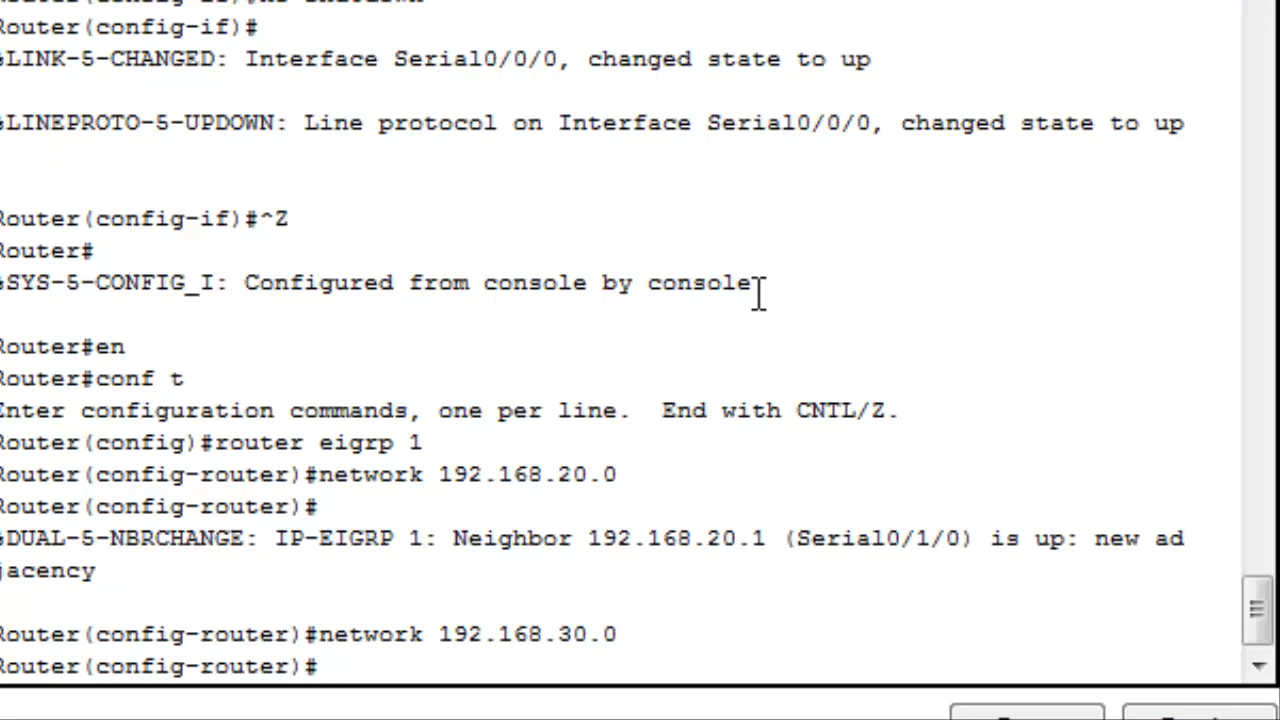 Router(config-if)#no shutdown
Router(config-if)#
%LINK-5-CHANGED: Interface Serial0/0/0, changed state to up
%LINEPROTO-5-UPDOWN: Line protocol on Interface Serial0/0/0, changed state to up
Router(config-if)#^Z
Router#
%SYS-5-CONFIG_I: Configured from console by console
Router#en
Router#conf t
Enter configuration commands, one per line.  End with CNTL/Z.
Router(config)#router eigrp 1
Router(config-router)#network 192.168.20.0
Router(config-router)#
%DUAL-5-NBRCHANGE: IP-EIGRP 1: Neighbor 192.168.20.1 (Serial0/1/0) is up: new ad
jacency
Router(config-router)#network 192.168.30.0
Router(config-router)#